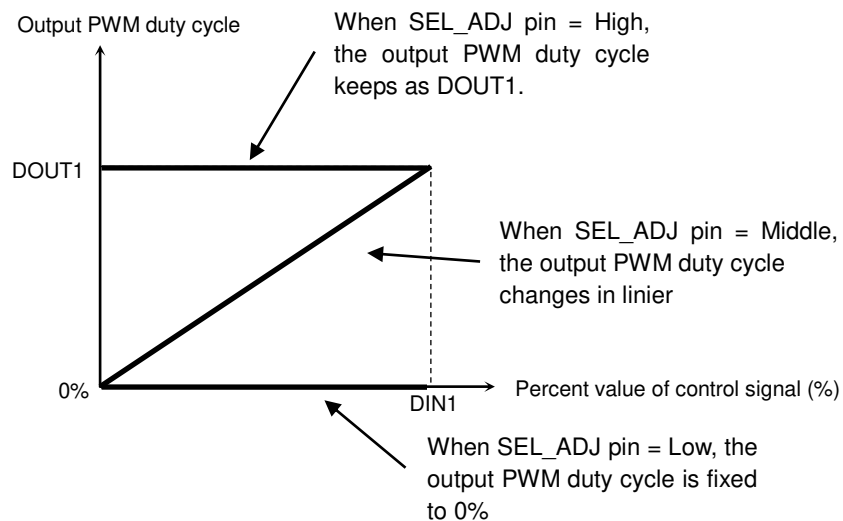 Output PWM duty cycle
When SEL_ADJ pin = High,
the output PWM duty cycle
keeps as DOUT1.
DOUT1
When SEL_ADJ pin = Middle,
the output PWM duty cycle
changes in linier
0%
DIN1
Percent value of control signal (%)
When SEL_ADJ pin = Low, the
output PWM duty cycle is fixed
to 0%